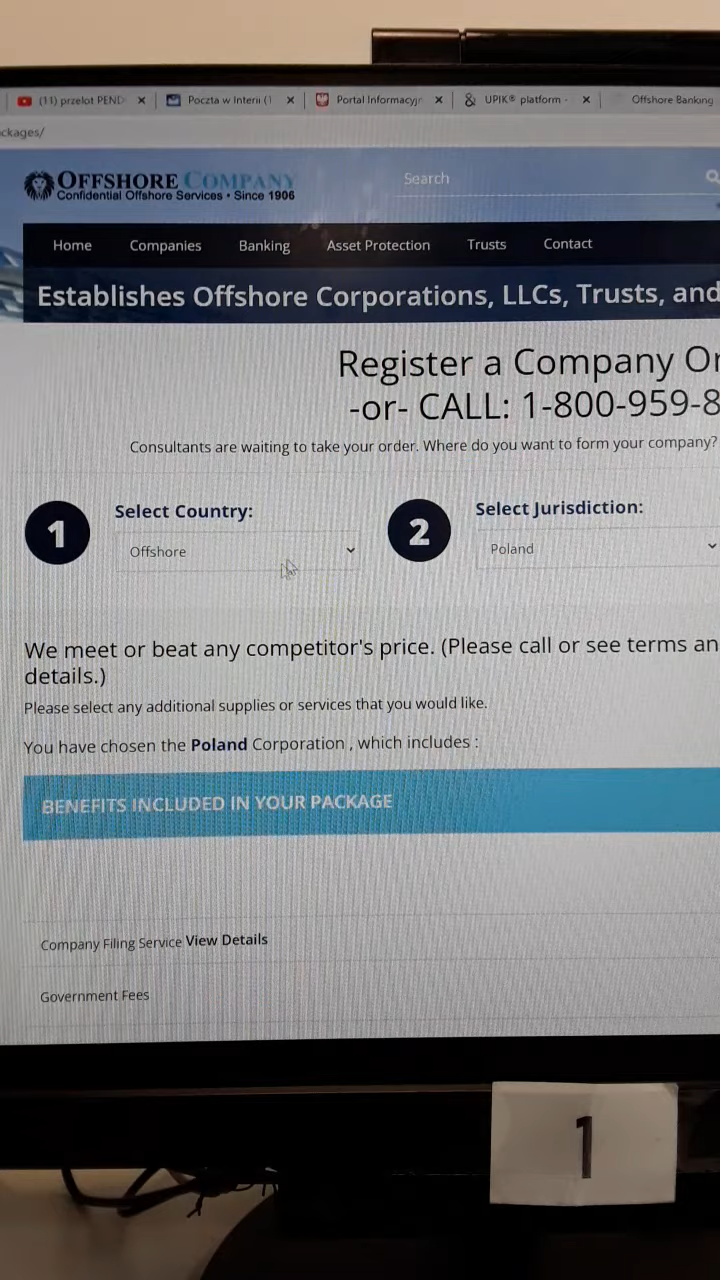 (11) przelot PEND
Poczta w Interii (1
Portal Informacyjn
UPIK® platform -
Offshore Banking
ckages/
OFFSHORE COMPANY
Confidential Offshore Services • Since 1906
Search
Home
Companies
Banking
Asset Protection
Trusts
Contact
Establishes Offshore Corporations, LLCs, Trusts, and
Register a Company On
-or- CALL: 1-800-959-8
Consultants are waiting to take your order. Where do you want to form your company?
1
Select Country:
Offshore
2
Select Jurisdiction:
Poland
We meet or beat any competitor's price. (Please call or see terms an
details.)
Please select any additional supplies or services that you would like.
You have chosen the Poland Corporation , which includes :
BENEFITS INCLUDED IN YOUR PACKAGE
Company Filing Service View Details
Government Fees
1